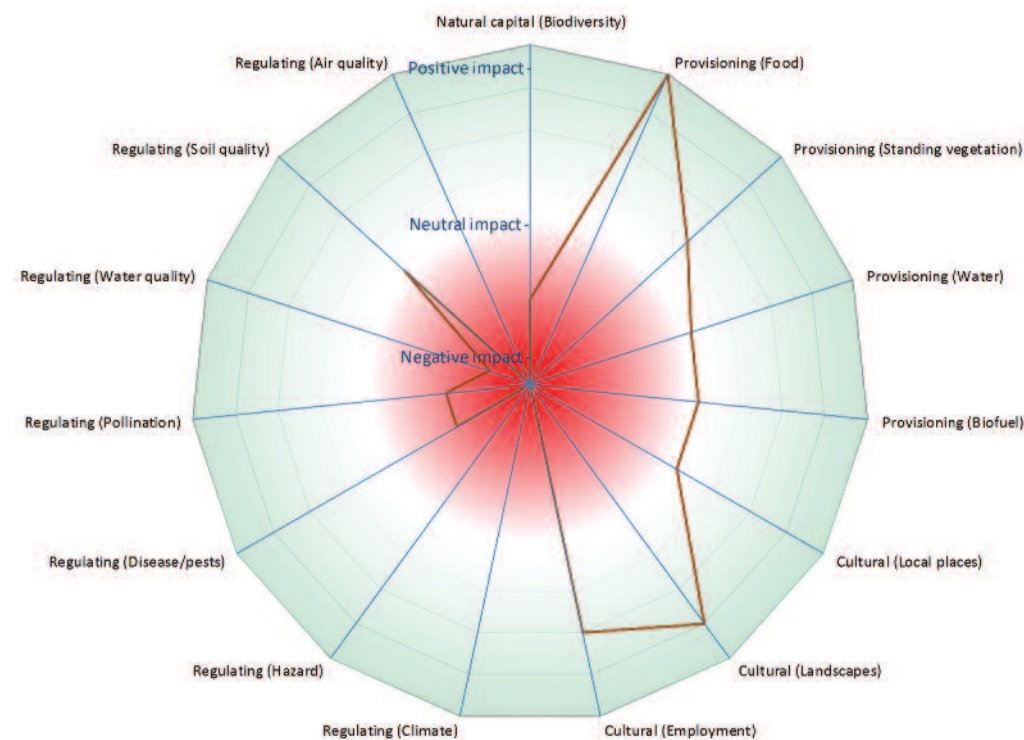 Natural capital (Biodiversity)
Regulating (Air quality)
Positive impact
Provisioning (Food)
Regulating (Soil quality)
Provisioning (Standing vegetation)
Neutral impact
Regulating (Water quality)
Provisioning (Water)
Negative impact
Regulating (Pollination)
Provisioning (Biofuel)
Regulating (Disease/pests)
Cultural (Local places)
Regulating (Hazard)
Cultural (Landscapes)
Regulating (Climate)
Cultural (Employment)